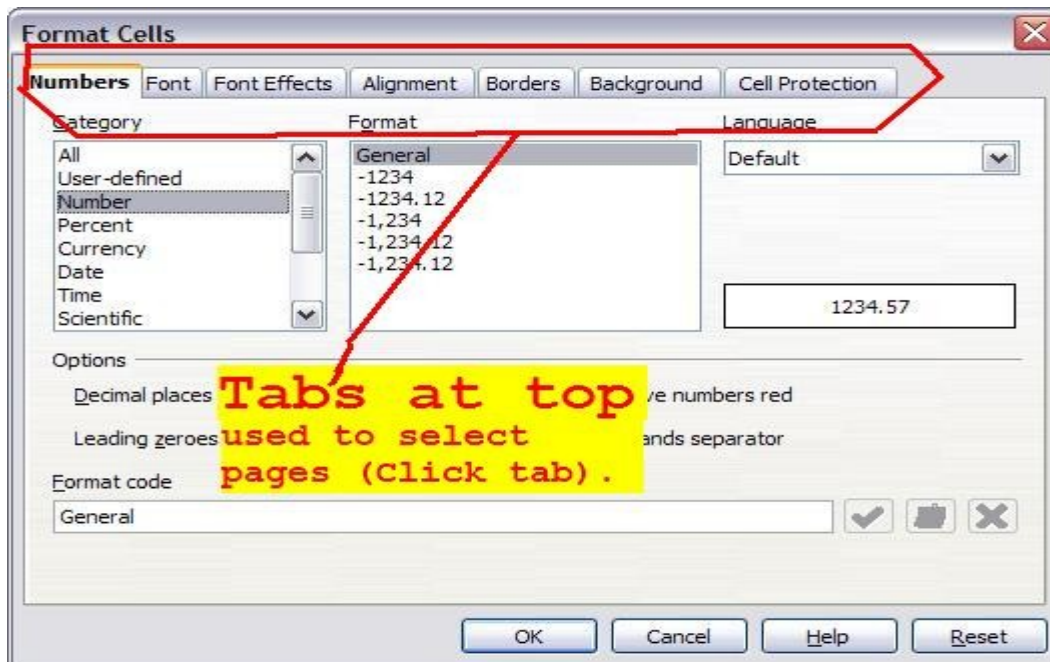 Format Cells
Numbers Font Font Effects Alignment Borders Background Cell Protection
Category Format Language
All
User-defined
Number
Percent
Currency
Date
Time
Scientific
General
-1234
-1234.12
-1,234
-1,234.12
-1,234.12
Default
1234.57
Options
Decimal places ve numbers red
Leading zeroes ands separator
Tabs at top
used to select
pages (Click tab).
Format code
General
OK Cancel Help Reset